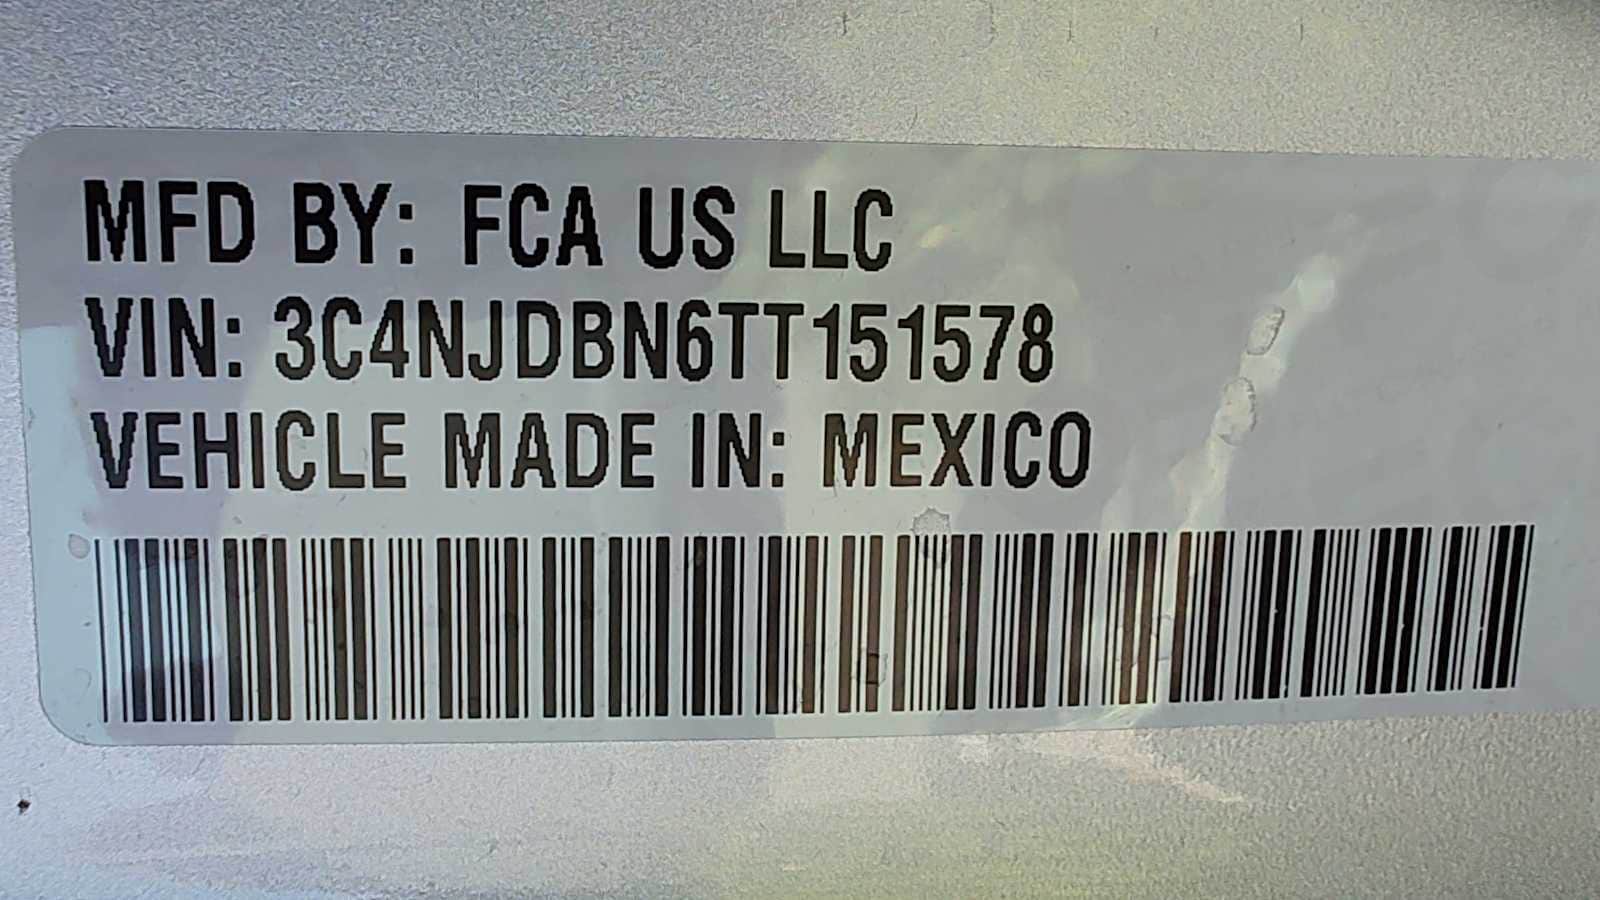 MFD BY: FCA US LLC
VIN: 3C4NJDBN6TT151578
VEHICLE MADE IN: MEXICO